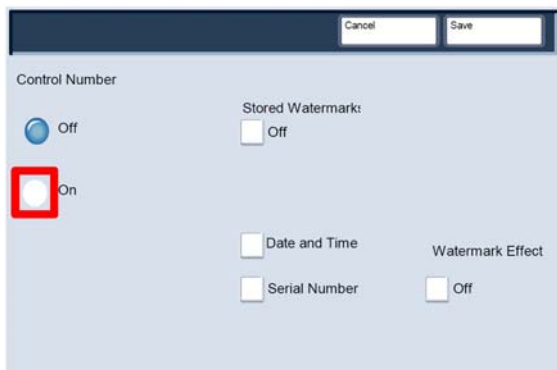 Cancel
Save
Control Number
Stored Watermarks
Off
Off
On
Date and Time
Watermark Effect
Serial Number
Off